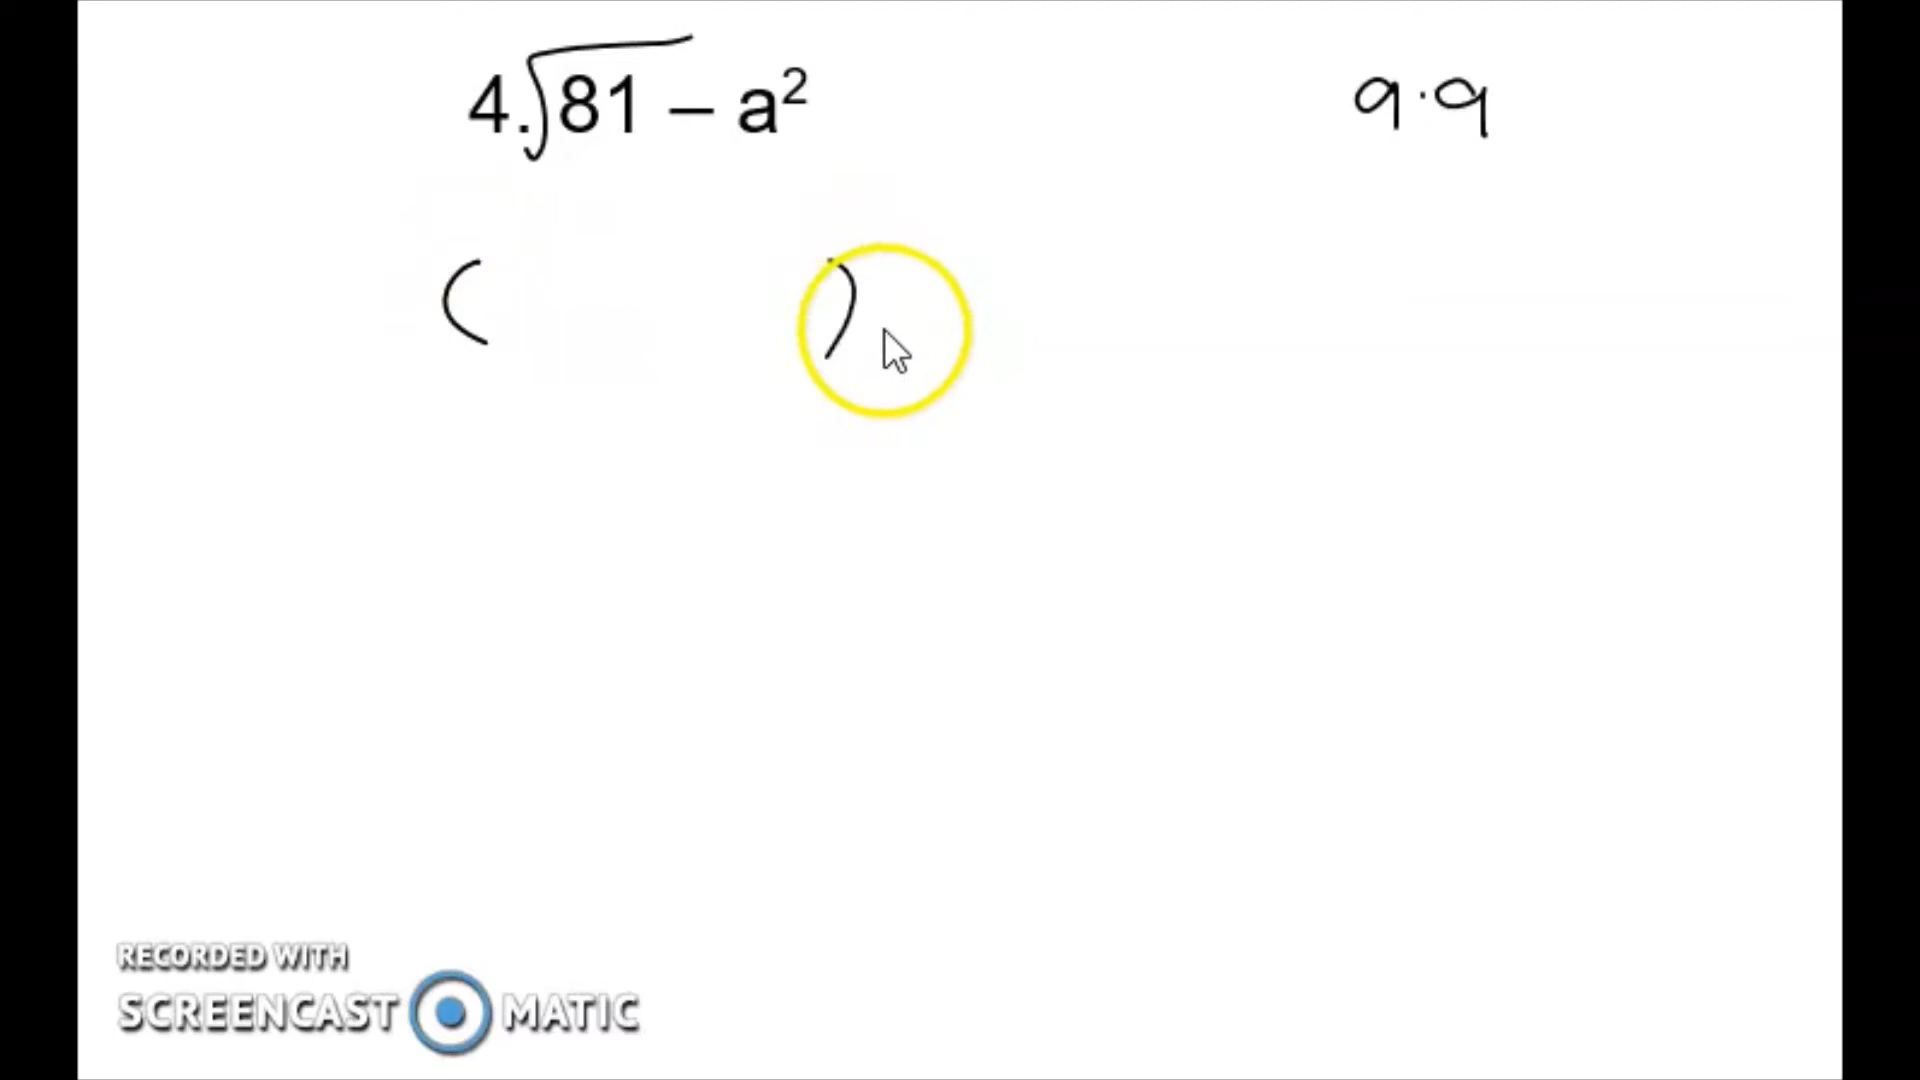 4. √81 – a²
9·9
( )
RECORDED WITH
SCREENCAST MATIC